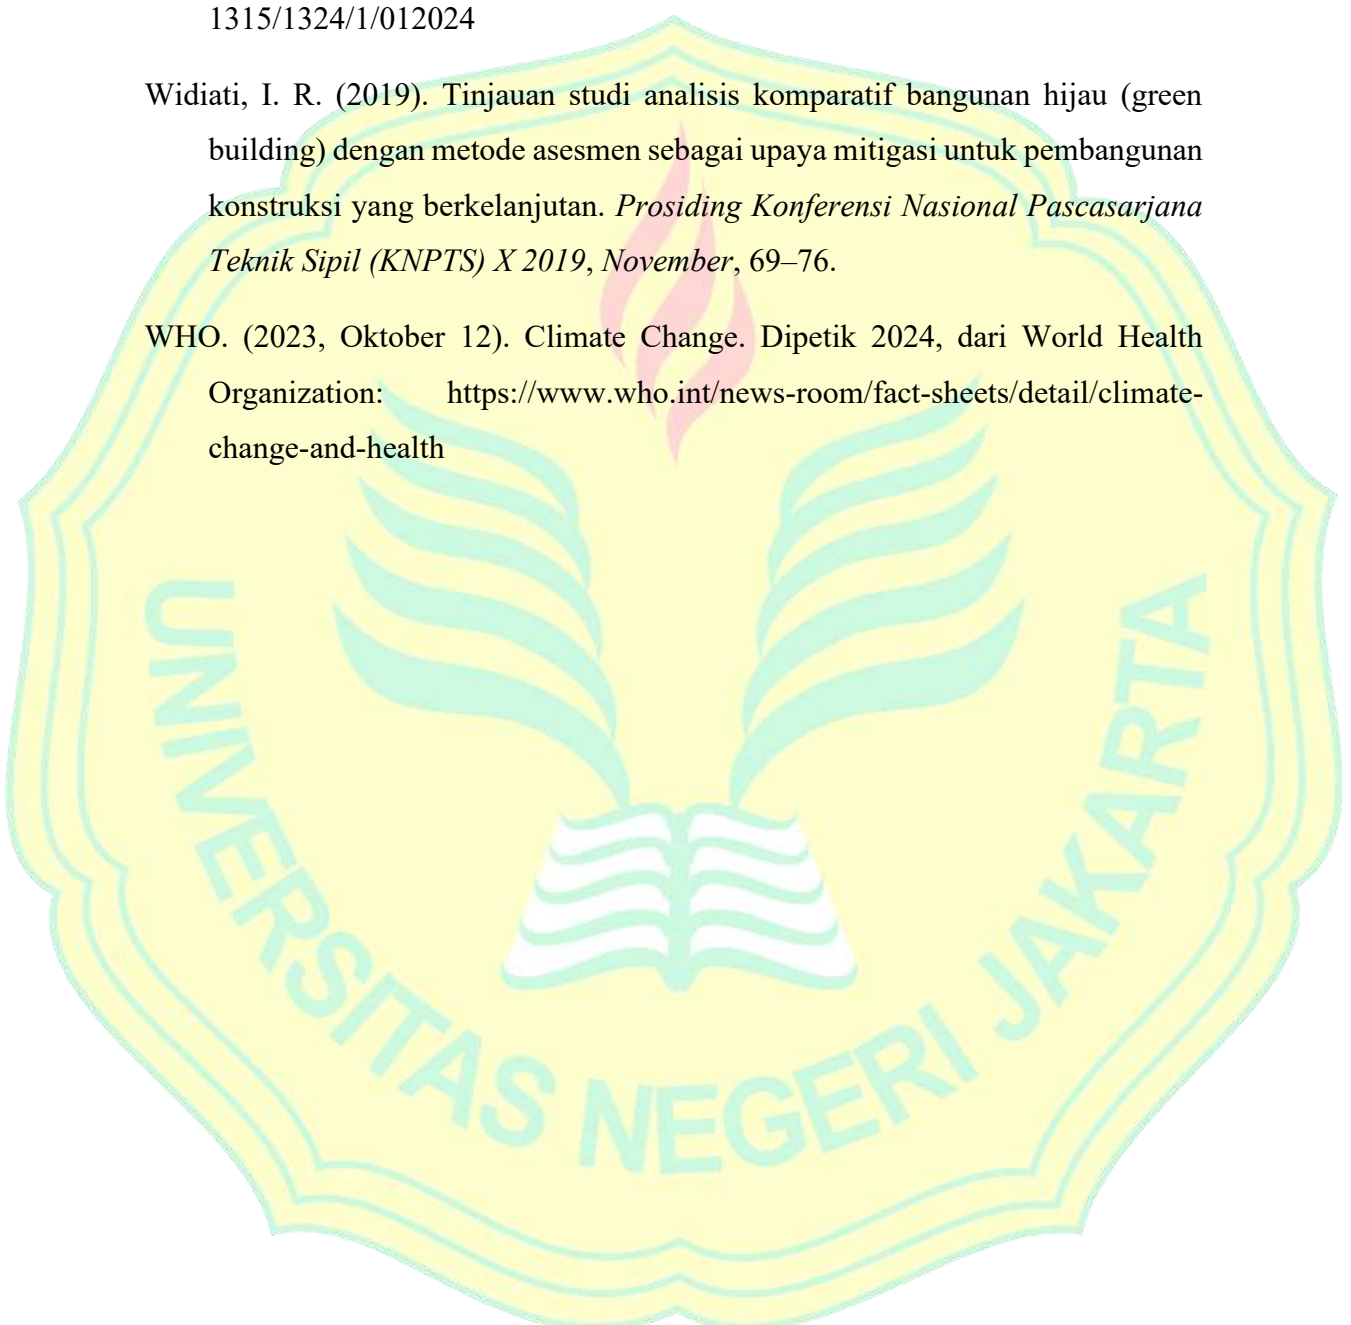 1315/1324/1/012024
Widiati, I. R. (2019). Tinjauan studi analisis komparatif bangunan hijau (green
building) dengan metode asesmen sebagai upaya mitigasi untuk pembangunan
konstruksi yang berkelanjutan. Prosiding Konferensi Nasional Pascasarjana
Teknik Sipil (KNPTS) X 2019, November, 69–76.
WHO. (2023, Oktober 12). Climate Change. Dipetik 2024, dari World Health
Organization: https://www.who.int/news-room/fact-sheets/detail/climate-
change-and-health
UNIVERSITAS NEGERI JAKARTA